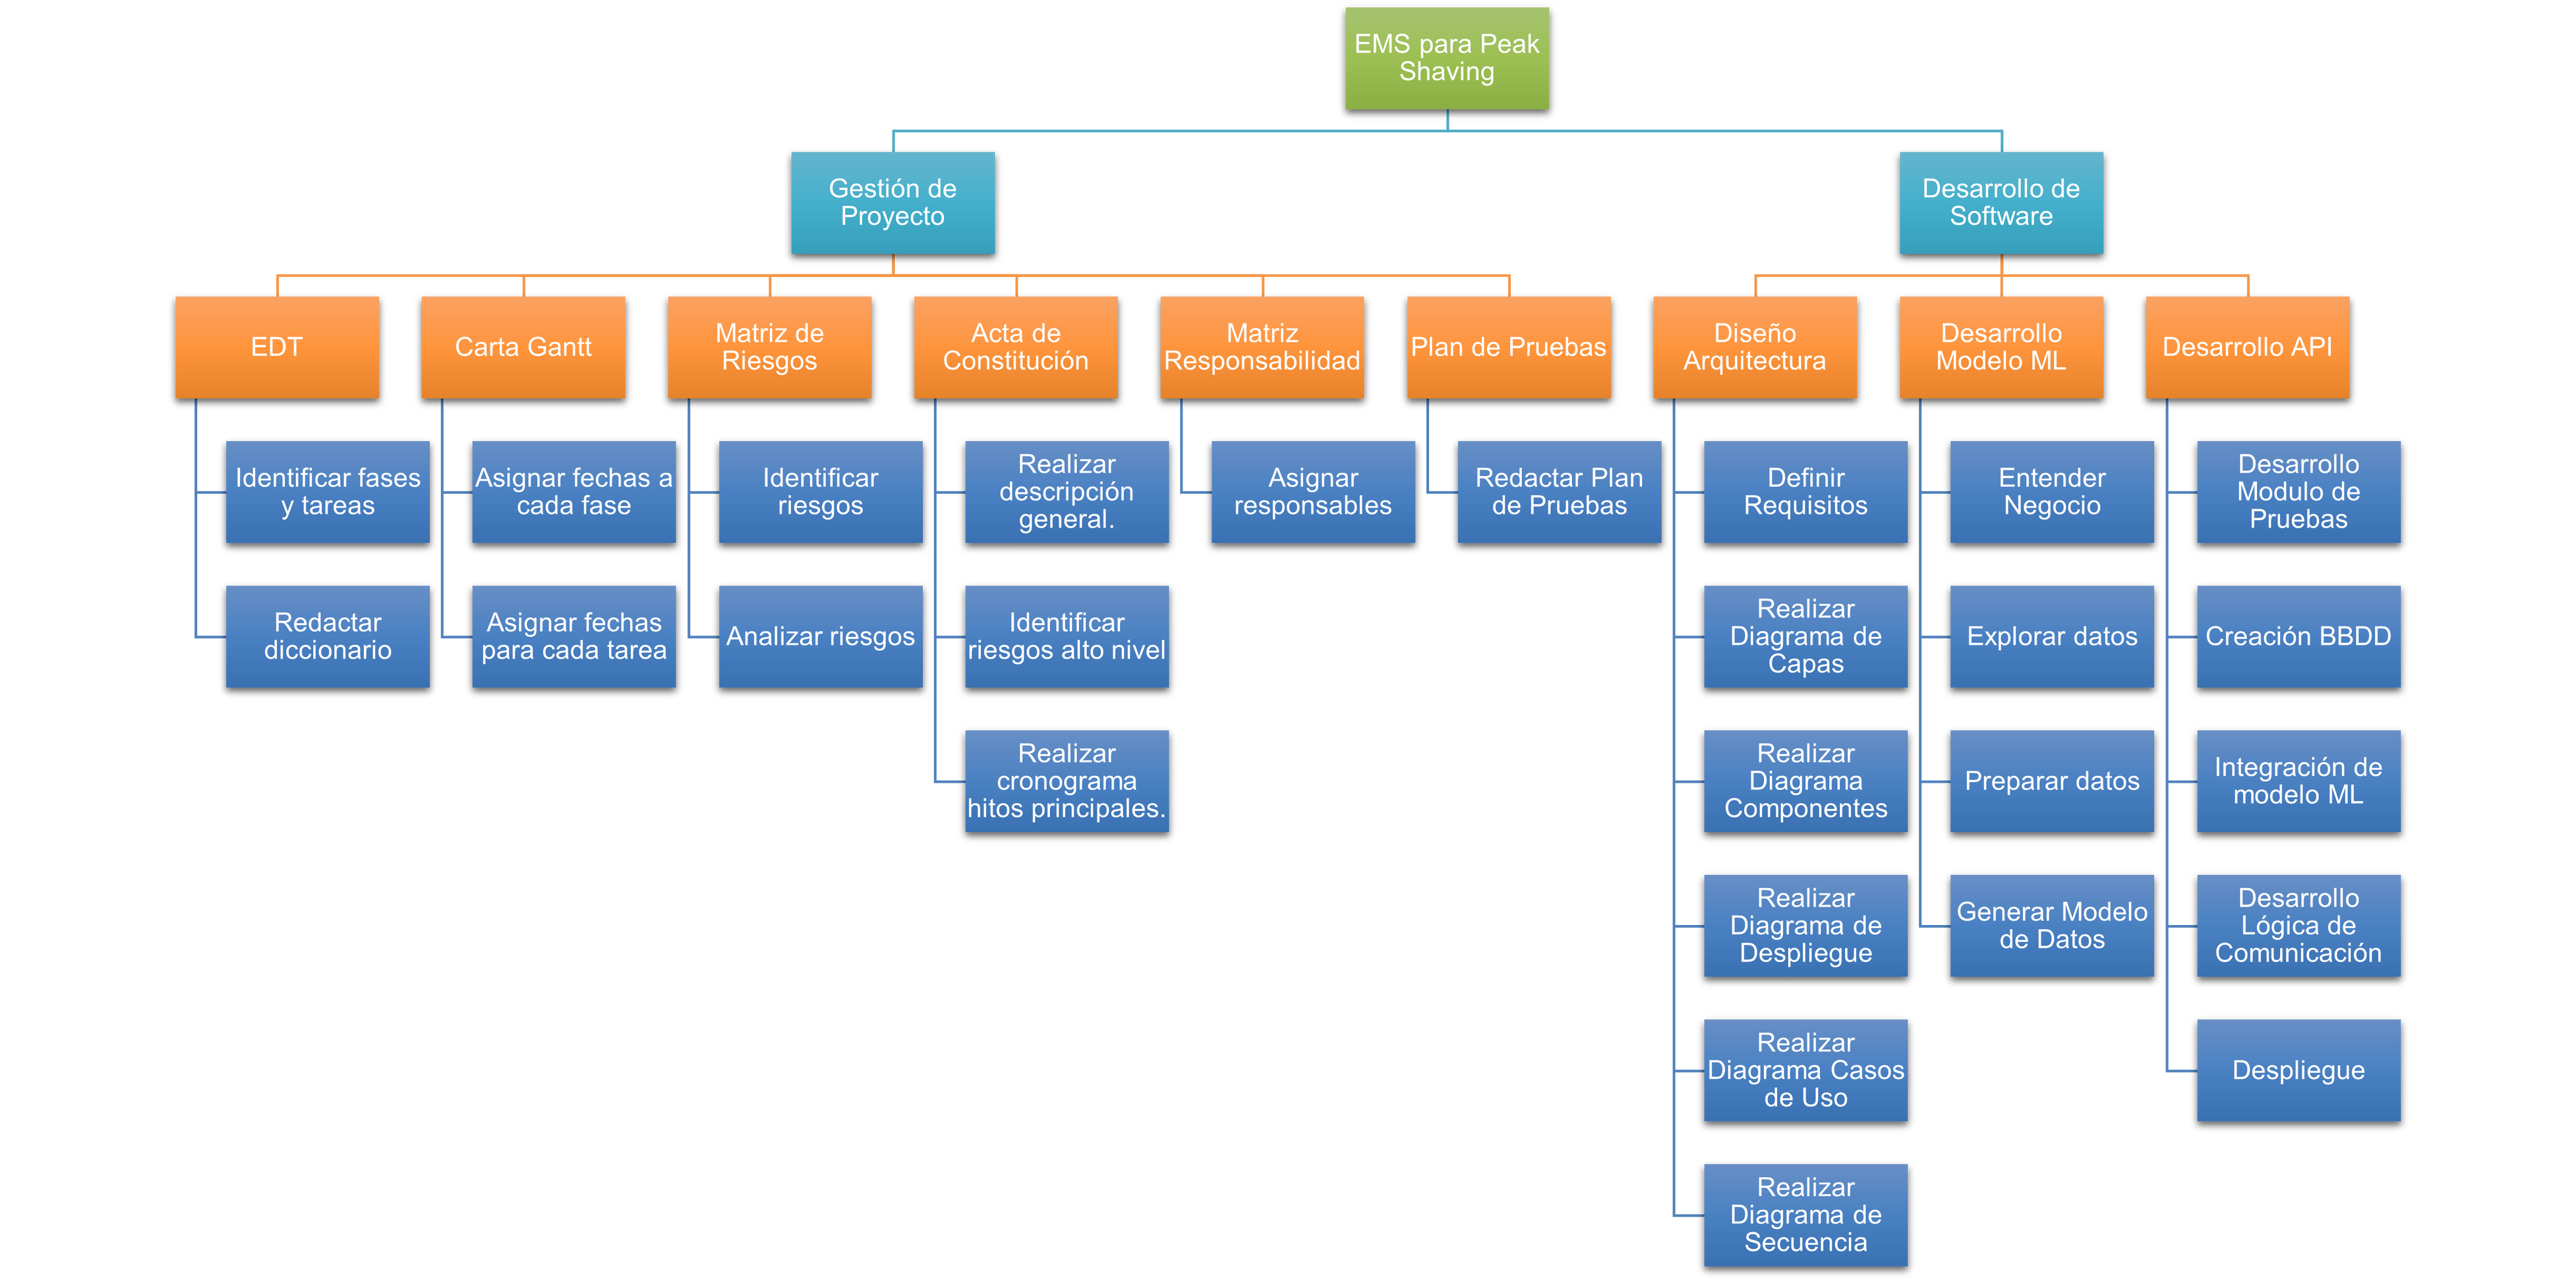 EMS para Peak
Shaving
Gestión de
Proyecto
Desarrollo de
Software
EDT
Carta Gantt
Matriz de
Riesgos
Acta de
Constitución
Matriz
Responsabilidad
Plan de Pruebas
Diseño
Arquitectura
Desarrollo
Modelo ML
Desarrollo API
Identificar fases
y tareas
Redactar
diccionario
Asignar fechas a
cada fase
Asignar fechas
para cada tarea
Identificar
riesgos
Analizar riesgos
Realizar
descripción
general.
Identificar
riesgos alto nivel
Realizar
cronograma
hitos principales.
Asignar
responsables
Redactar Plan
de Pruebas
Definir
Requisitos
Realizar
Diagrama de
Capas
Realizar
Diagrama
Componentes
Realizar
Diagrama de
Despliegue
Realizar
Diagrama Casos
de Uso
Realizar
Diagrama de
Secuencia
Entender
Negocio
Explorar datos
Preparar datos
Generar Modelo
de Datos
Desarrollo
Modulo de
Pruebas
Creación BBDD
Integración de
modelo ML
Desarrollo
Lógica de
Comunicación
Despliegue